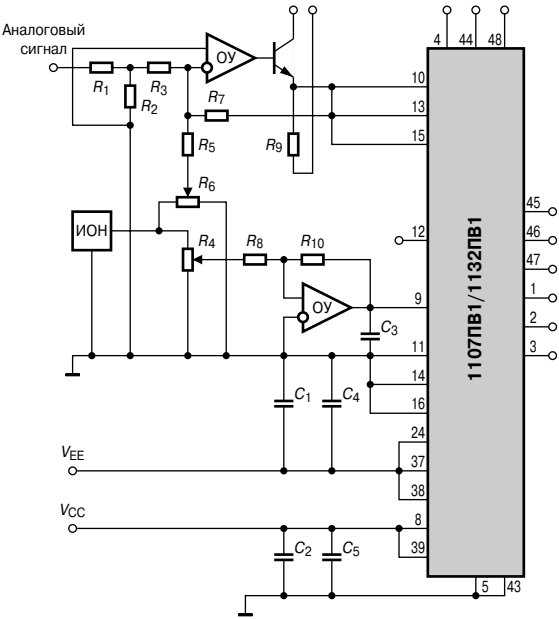 Аналоговый
сигнал
ОУ
4
44
48
R1
R3
R2
10
R7
13
R5
R9
15
R6
45
ИОН
R4
R8
R10
12
46
47
ОУ
9
1
C3
2
11
3
14
C1
C4
16
24
VEE
37
38
VCC
8
C2
C5
39
5
43
1107ПВ1/1132ПВ1